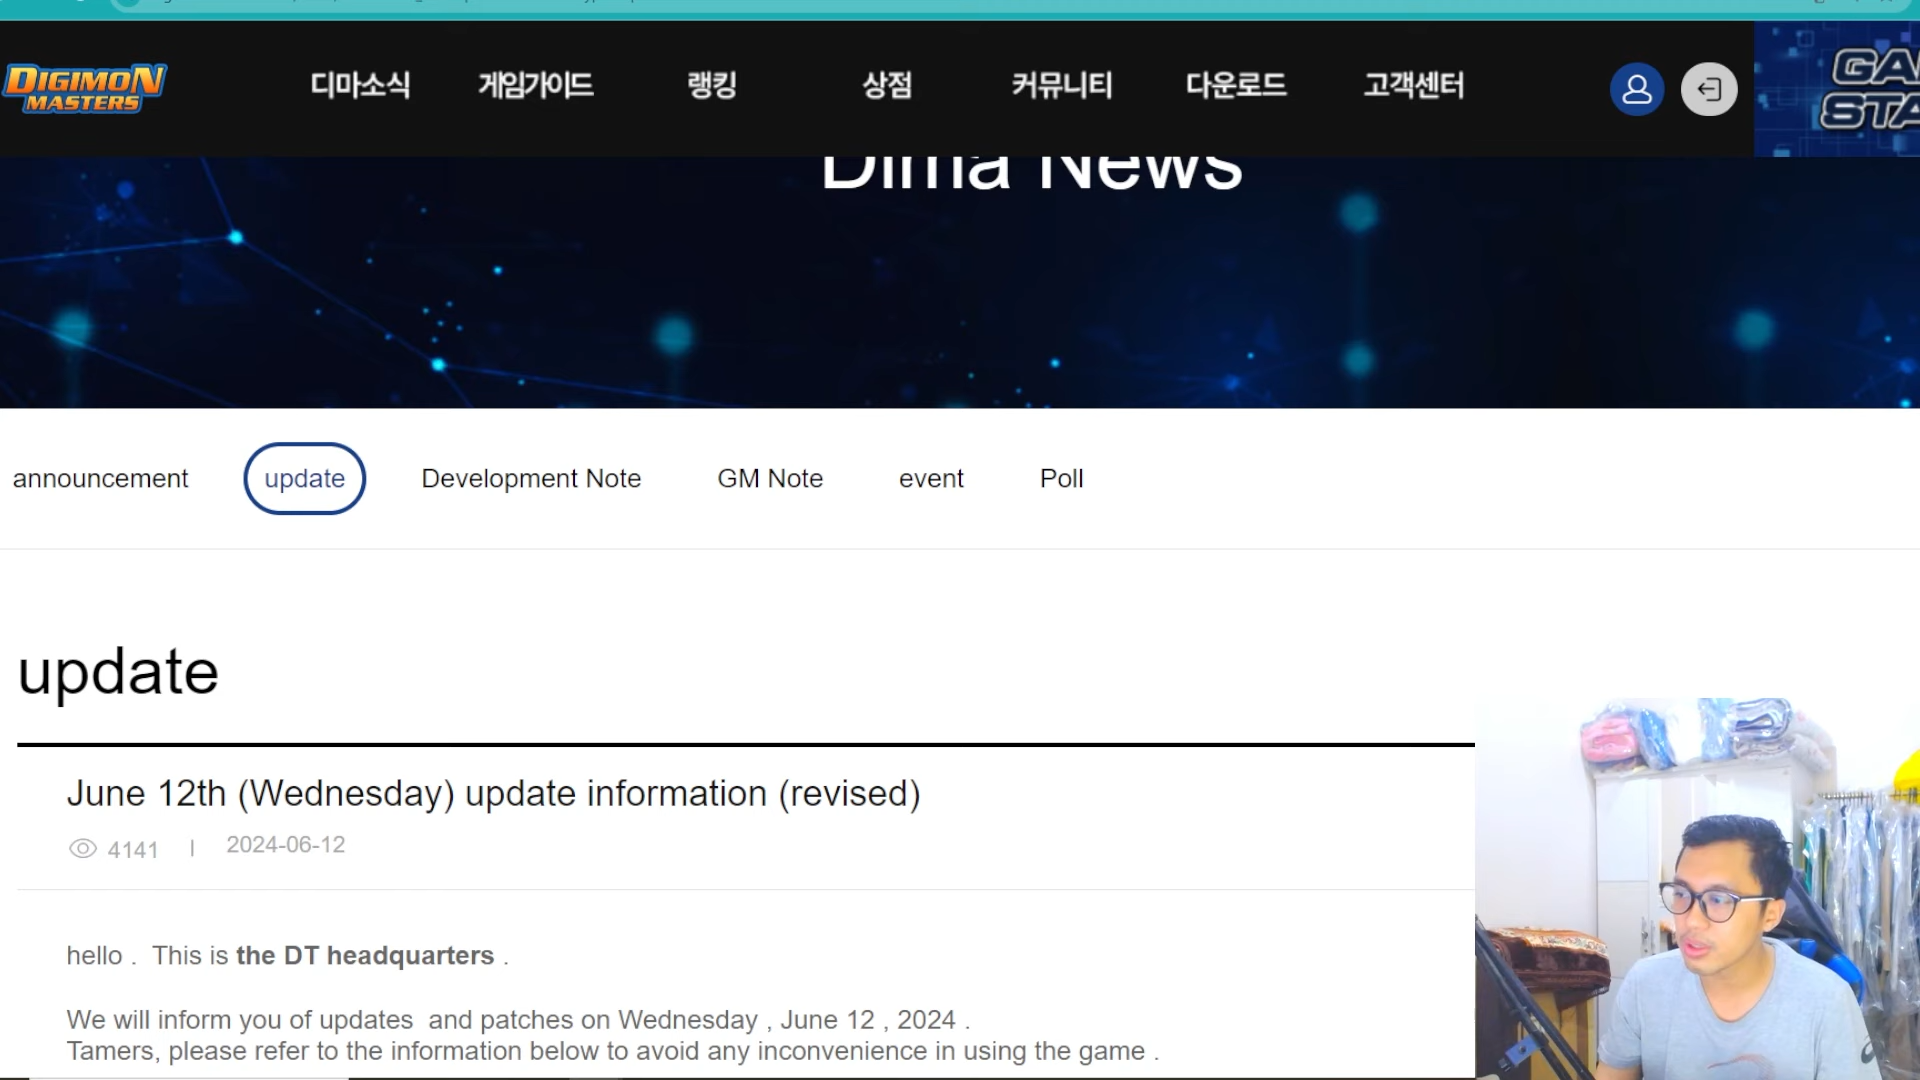 DIGIMON
MASTERS
디마소식 게임가이드 랭킹 상점 커뮤니티 다운로드 고객센터
Dima News
announcement update Development Note GM Note event Poll
update
June 12th (Wednesday) update information (revised)
4141 | 2024-06-12
hello . This is the DT headquarters .
We will inform you of updates and patches on Wednesday , June 12 , 2024 .
Tamers, please refer to the information below to avoid any inconvenience in using the game .